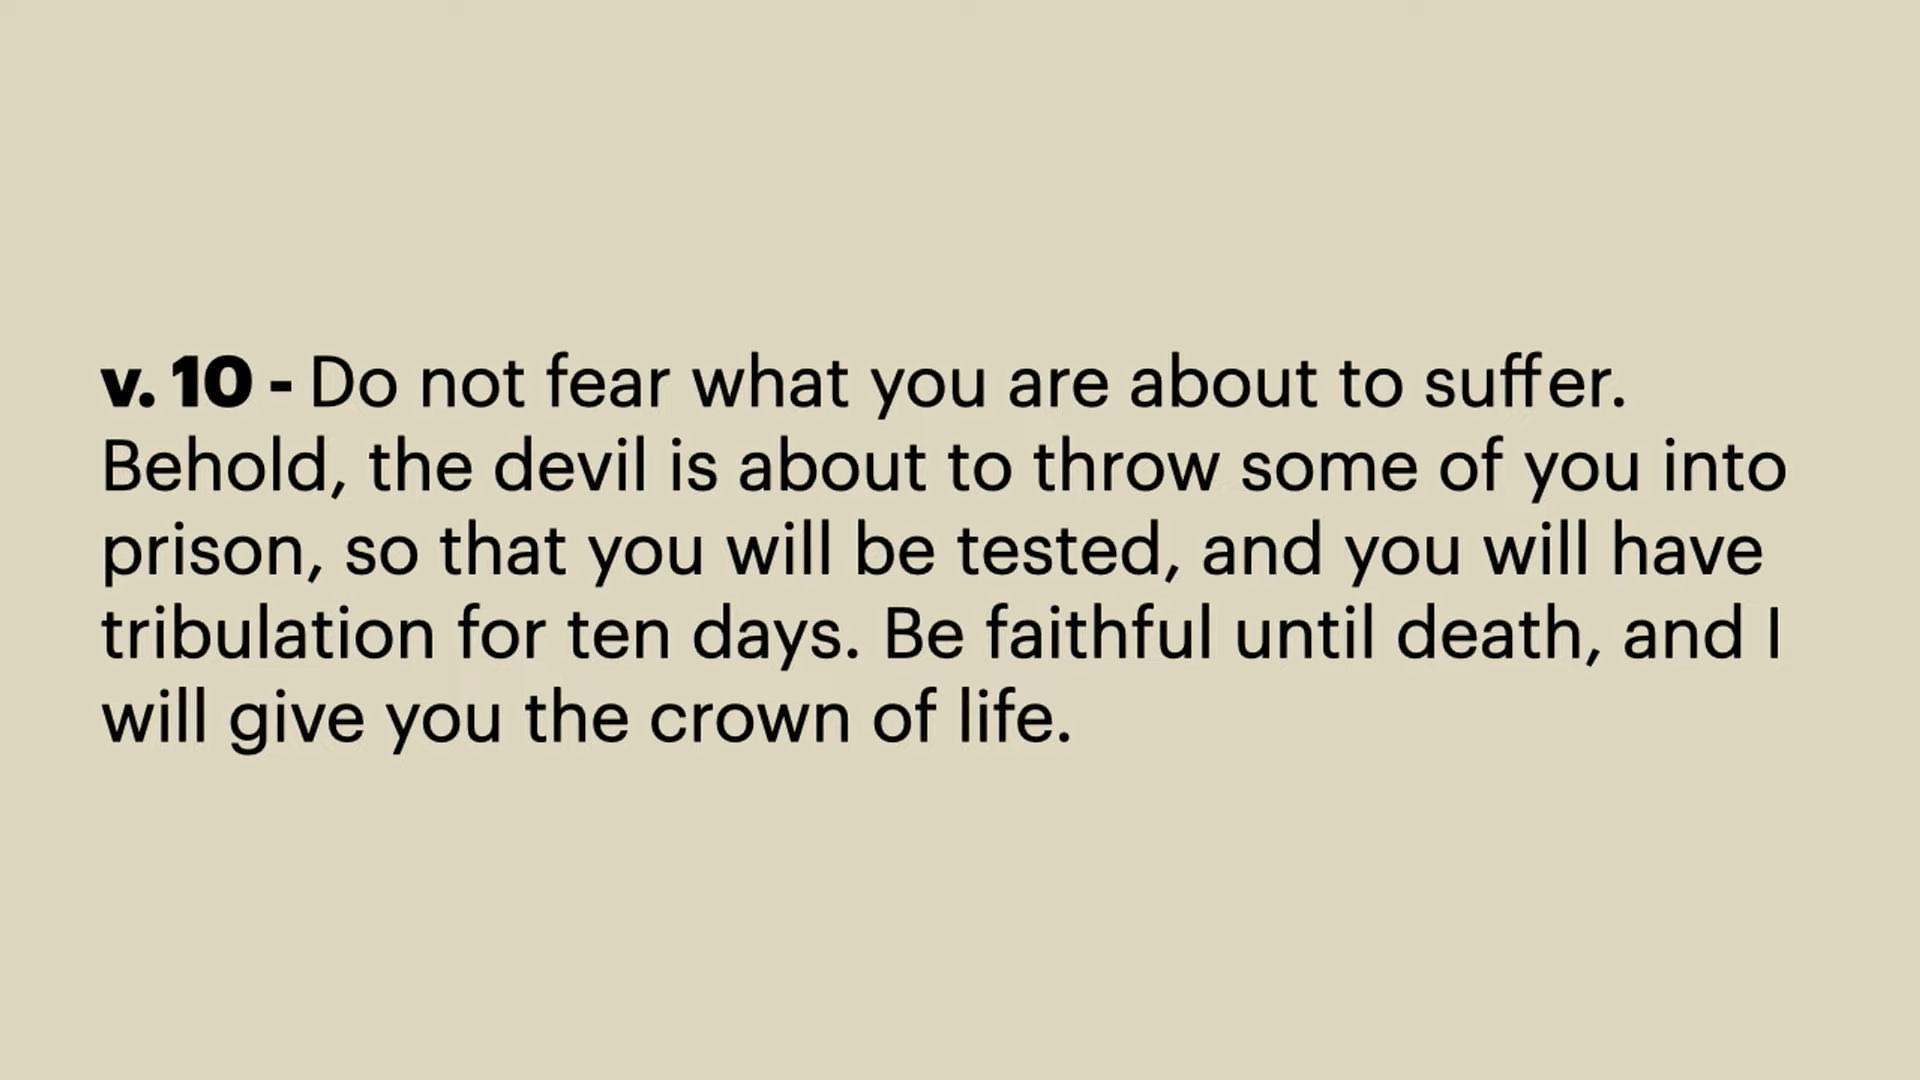 v. 10 - Do not fear what you are about to suffer.
Behold, the devil is about to throw some of you into
prison, so that you will be tested, and you will have
tribulation for ten days. Be faithful until death, and I
will give you the crown of life.